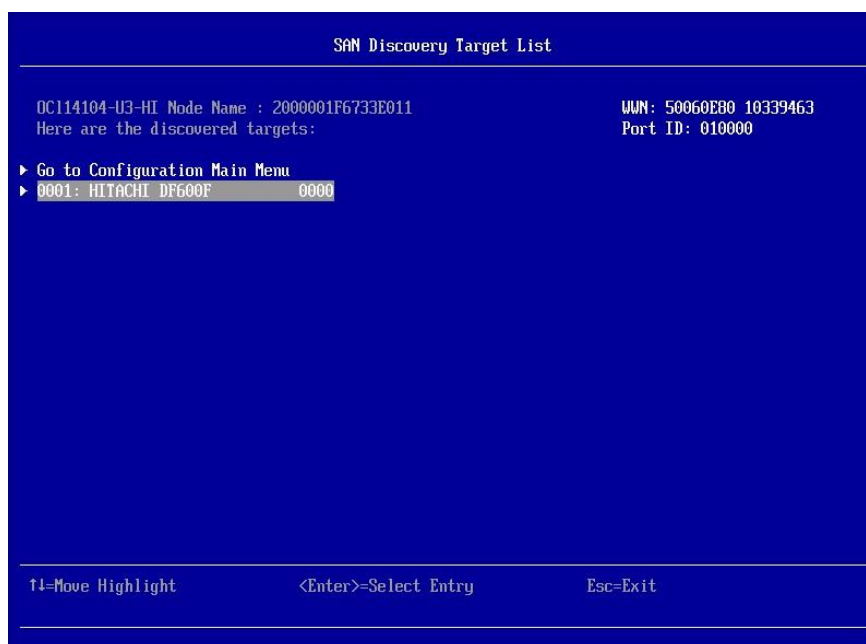 SAN Discovery Target List
OCl14104-U3-HI Node Name : 2000001F6733E011
WWN: 50060E80 10339463
Here are the discovered targets:
Port ID: 010000
Go to Configuration Main Menu
0001: HITACHI DF600F 0000
↑↓=Move Highlight <Enter>=Select Entry Esc=Exit